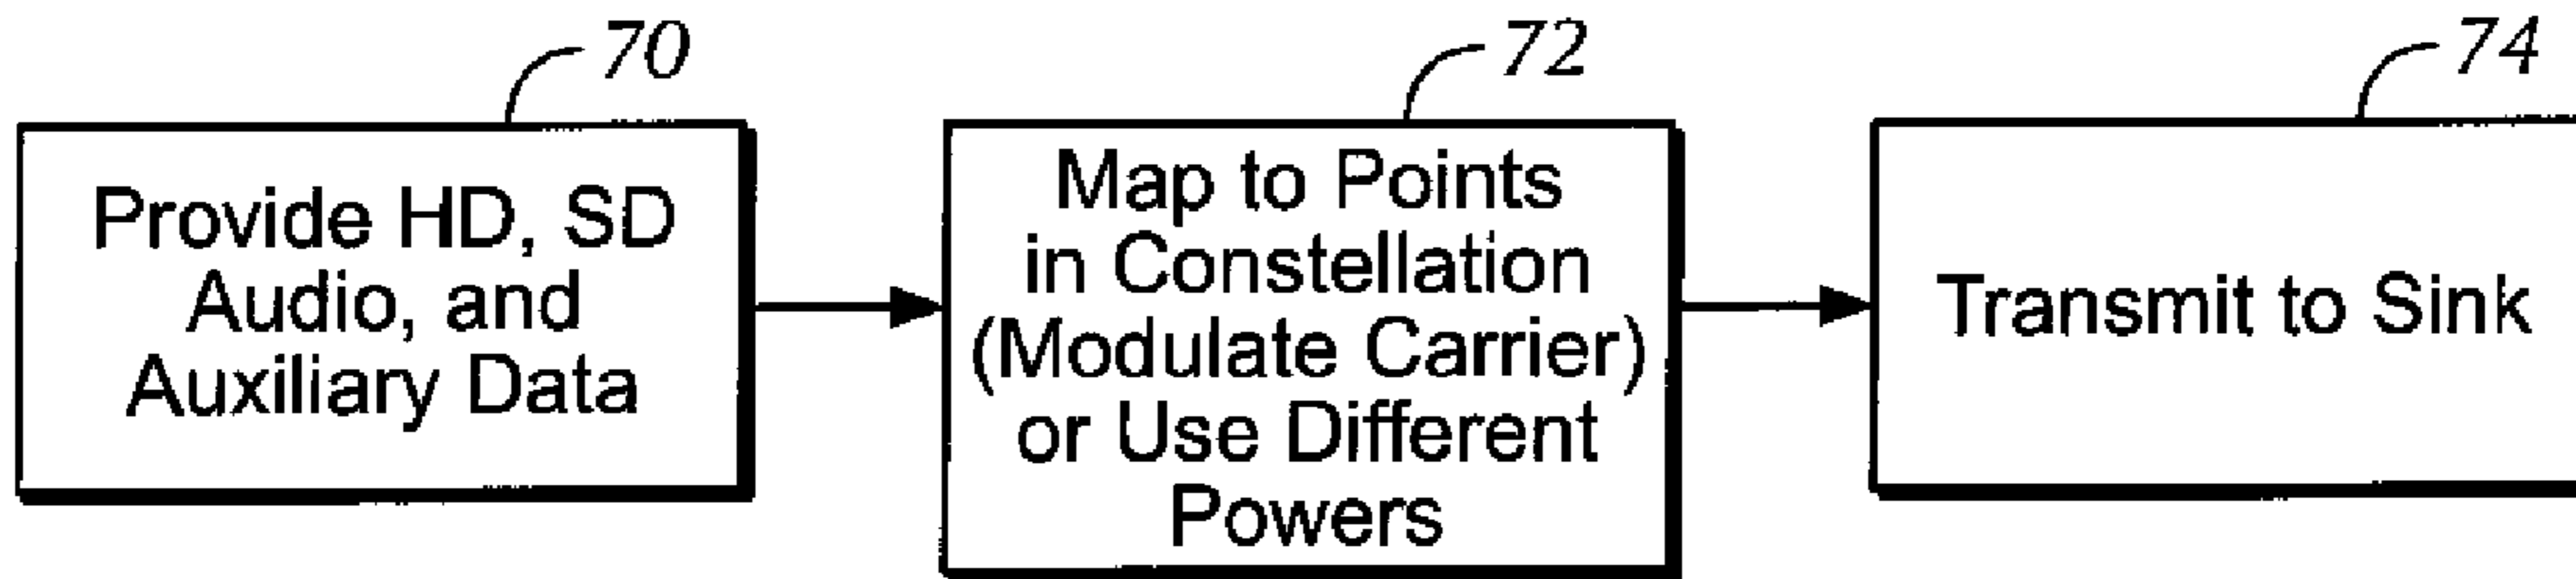 70
Provide HD, SD
Audio, and
Auxiliary Data
72
Map to Points
in Constellation
(Modulate Carrier)
or Use Different
Powers
74
Transmit to Sink